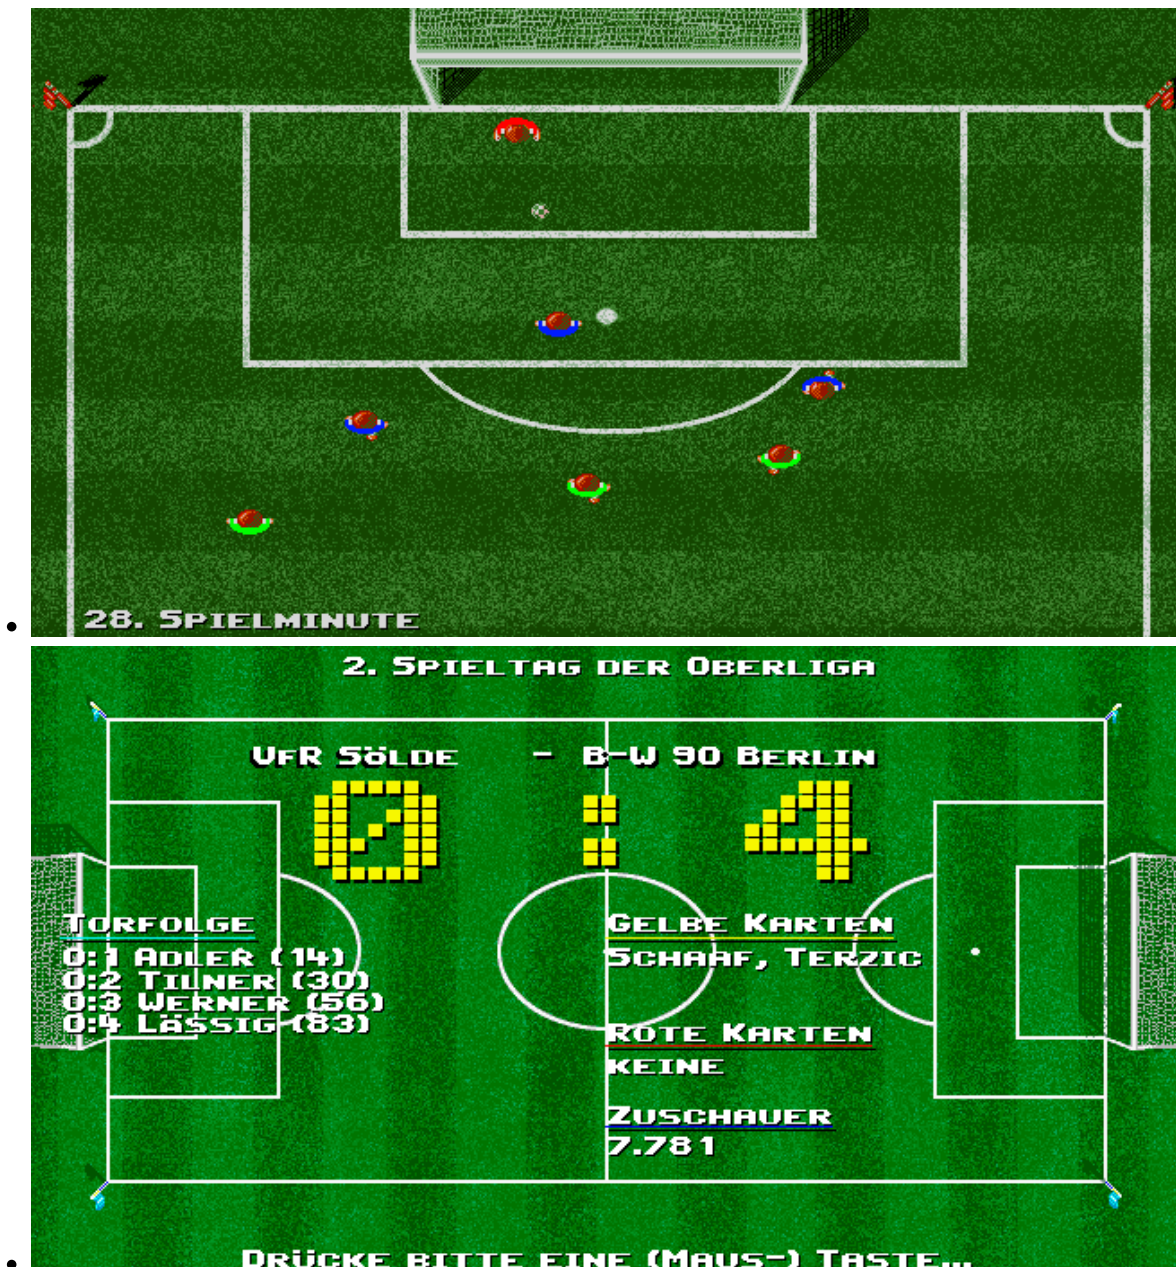 28. Spielminute
2. Spieltag der Oberliga
VfR Sölde - B-W 90 Berlin
0 : 4
Torfolge
0:1 Adler (14)
0:2 Tilner (30)
0:3 Werner (56)
0:4 Lässig (83)
Gelbe Karten
Schaaf, Terzic
Rote Karten
keine
Zuschauer
7.781
Drücke bitte eine (Maus-) Taste...